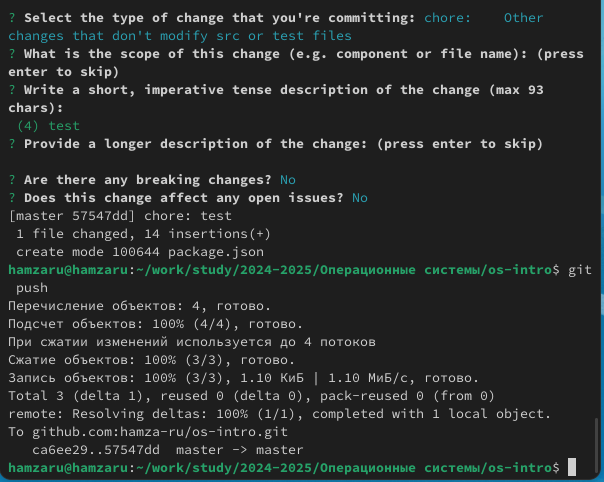 ? Select the type of change that you're committing: chore:    Other
changes that don't modify src or test files
? What is the scope of this change (e.g. component or file name): (press
enter to skip)
? Write a short, imperative tense description of the change (max 93
chars):
 (4) test
? Provide a longer description of the change: (press enter to skip)
? Are there any breaking changes? No
? Does this change affect any open issues? No
[master 57547dd] chore: test
 1 file changed, 14 insertions(+)
 create mode 100644 package.json
hamzaru@hamzaru:~/work/study/2024-2025/Операционные системы/os-intro$ git
 push
Перечисление объектов: 4, готово.
Подсчет объектов: 100% (4/4), готово.
При сжатии изменений используется до 4 потоков
Сжатие объектов: 100% (3/3), готово.
Запись объектов: 100% (3/3), 1.10 КиБ | 1.10 МиБ/с, готово.
Total 3 (delta 1), reused 0 (delta 0), pack-reused 0 (from 0)
remote: Resolving deltas: 100% (1/1), completed with 1 local object.
To github.com:hamza-ru/os-intro.git
   ca6ee29..57547dd  master -> master
hamzaru@hamzaru:~/work/study/2024-2025/Операционные системы/os-intro$